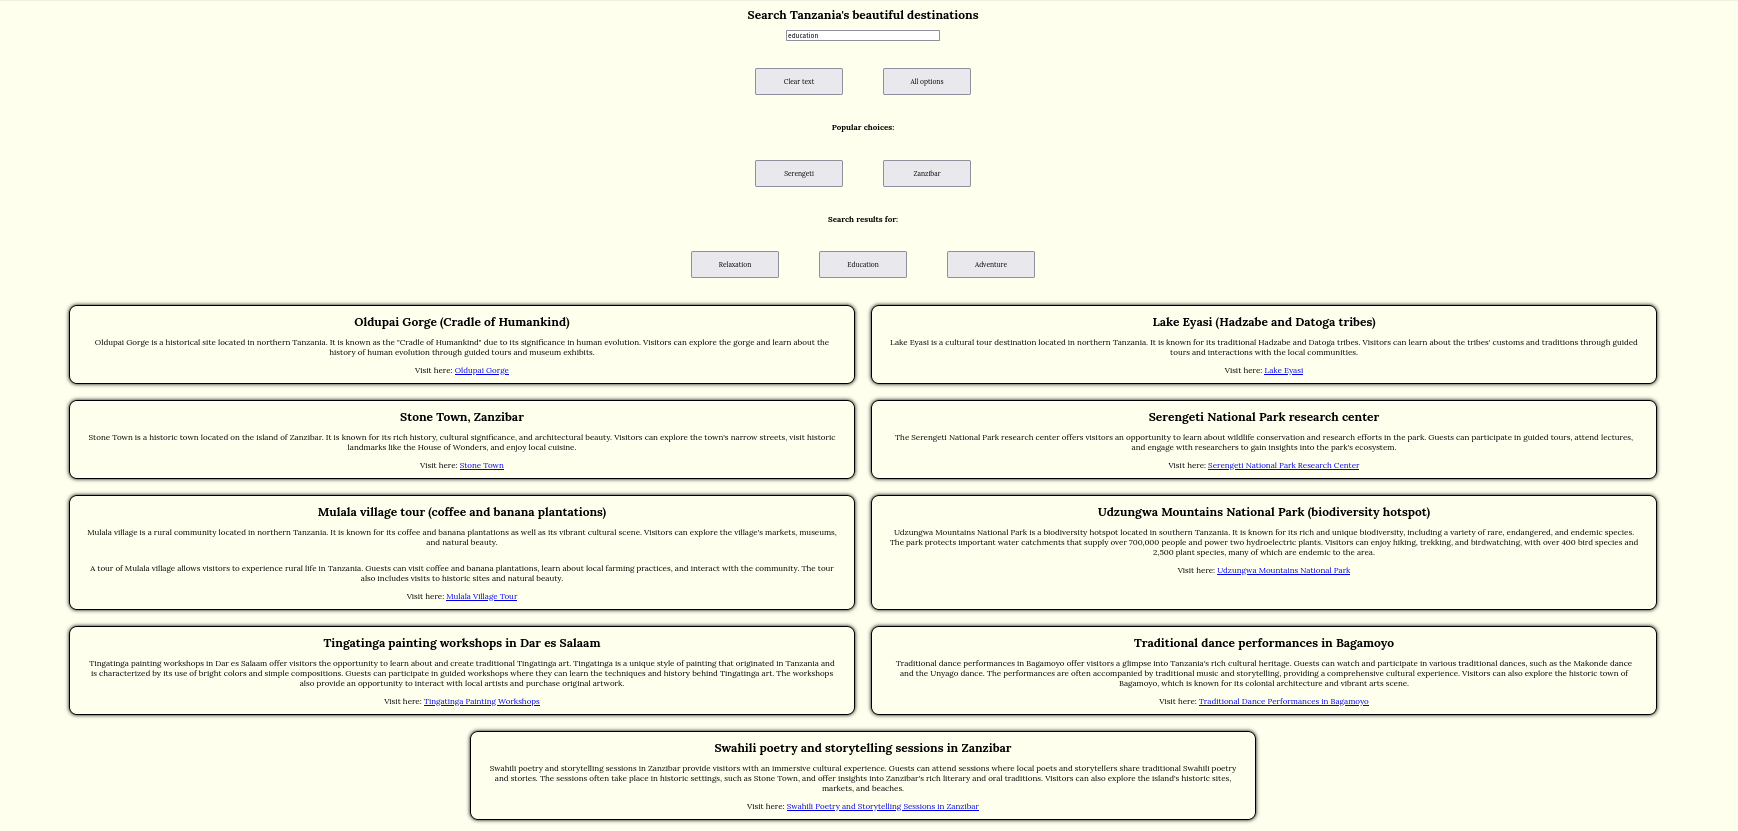 Search Tanzania's beautiful destinations
education
Clear text
All options
Popular choices:
Serengeti
Zanzibar
Search results for:
Relaxation
Education
Adventure
Oldupai Gorge (Cradle of Humankind)
Oldupai Gorge is a historical site located in northern Tanzania. It is known as the "Cradle of Humankind" due to its significance in human evolution. Visitors can explore the gorge and learn about the
history of human evolution through guided tours and museum exhibits.
Visit here: Oldupai Gorge
Lake Eyasi (Hadzabe and Datoga tribes)
Lake Eyasi is a cultural tour destination located in northern Tanzania. It is known for its traditional Hadzabe and Datoga tribes. Visitors can learn about the tribes' customs and traditions through guided
tours and interactions with the local communities.
Visit here: Lake Eyasi
Stone Town, Zanzibar
Stone Town is a historic town located on the island of Zanzibar. It is known for its rich history, cultural significance, and architectural beauty. Visitors can explore the town's narrow streets, visit historic
landmarks like the House of Wonders, and enjoy local cuisine.
Visit here: Stone Town
Serengeti National Park research center
The Serengeti National Park research center offers visitors an opportunity to learn about wildlife conservation and research efforts in the park. Guests can participate in guided tours, attend lectures,
and engage with researchers to gain insights into the park's ecosystem.
Visit here: Serengeti National Park Research Center
Mulala village tour (coffee and banana plantations)
Mulala village is a rural community located in northern Tanzania. It is known for its coffee and banana plantations as well as its vibrant cultural scene. Visitors can explore the village's markets, museums,
and natural beauty.
A tour of Mulala village allows visitors to experience rural life in Tanzania. Guests can visit coffee and banana plantations, learn about local farming practices, and interact with the community. The tour
also includes visits to historic sites and natural beauty.
Visit here: Mulala Village Tour
Udzungwa Mountains National Park (biodiversity hotspot)
Udzungwa Mountains National Park is a biodiversity hotspot located in southern Tanzania. It is known for its rich and unique biodiversity, including a variety of rare, endangered, and endemic species.
The park protects important water catchments that supply over 700,000 people and power two hydroelectric plants. Visitors can enjoy hiking, trekking, and birdwatching, with over 400 bird species and
2,500 plant species, many of which are endemic to the area.
Visit here: Udzungwa Mountains National Park
Tingatinga painting workshops in Dar es Salaam
Tingatinga painting workshops in Dar es Salaam offer visitors the opportunity to learn about and create traditional Tingatinga art. Tingatinga is a unique style of painting that originated in Tanzania and
is characterized by its use of bright colors and simple compositions. Guests can participate in guided workshops where they can learn the techniques and history behind Tingatinga art. The workshops
also provide an opportunity to interact with local artists and purchase original artwork.
Visit here: Tingatinga Painting Workshops
Traditional dance performances in Bagamoyo
Traditional dance performances in Bagamoyo offer visitors a glimpse into Tanzania's rich cultural heritage. Guests can watch and participate in various traditional dances, such as the Makonde dance
and the Unyago dance. The performances are often accompanied by traditional music and storytelling, providing a comprehensive cultural experience. Visitors can also explore the historic town of
Bagamoyo, which is known for its colonial architecture and vibrant arts scene.
Visit here: Traditional Dance Performances in Bagamoyo
Swahili poetry and storytelling sessions in Zanzibar
Swahili poetry and storytelling sessions in Zanzibar provide visitors with an immersive cultural experience. Guests can attend sessions where local poets and storytellers share traditional Swahili poetry
and stories. The sessions often take place in historic settings, such as Stone Town, and offer insights into Zanzibar's rich literary and oral traditions. Visitors can also explore the island's historic sites,
markets, and beaches.
Visit here: Swahili Poetry and Storytelling Sessions in Zanzibar